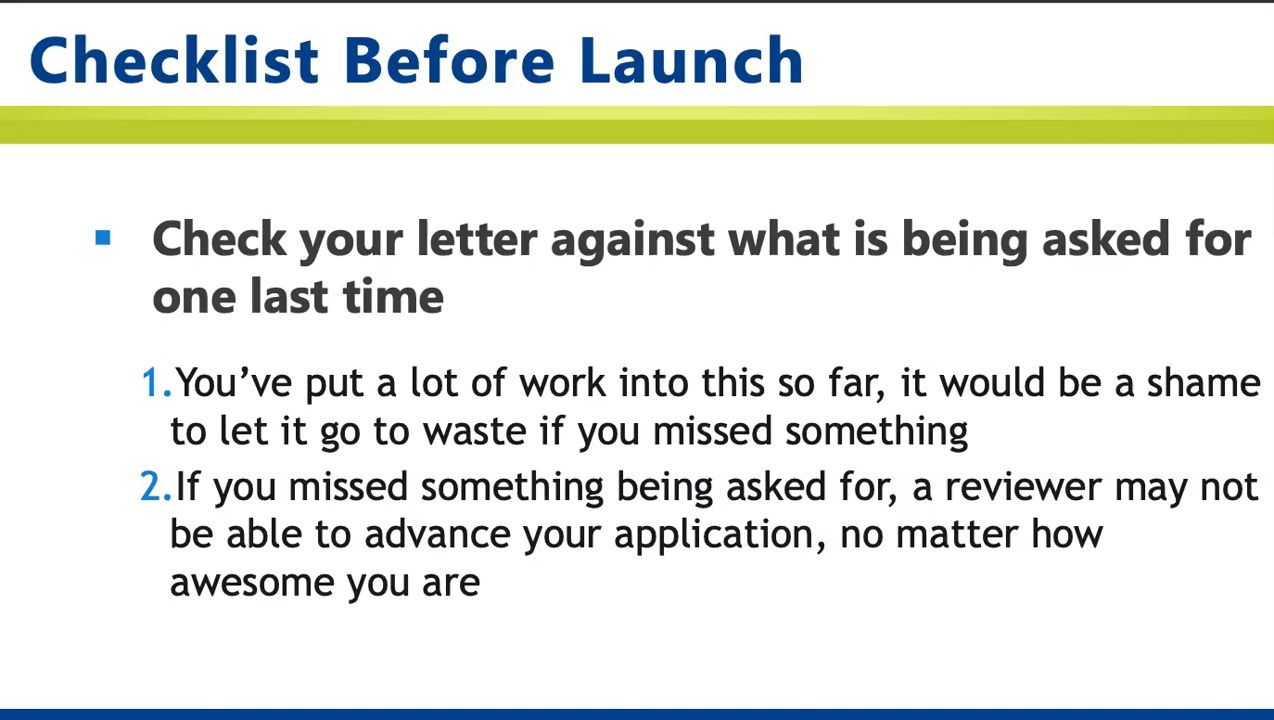 Checklist Before Launch
▪ Check your letter against what is being asked for
one last time
1.You’ve put a lot of work into this so far, it would be a shame
to let it go to waste if you missed something
2.If you missed something being asked for, a reviewer may not
be able to advance your application, no matter how
awesome you are